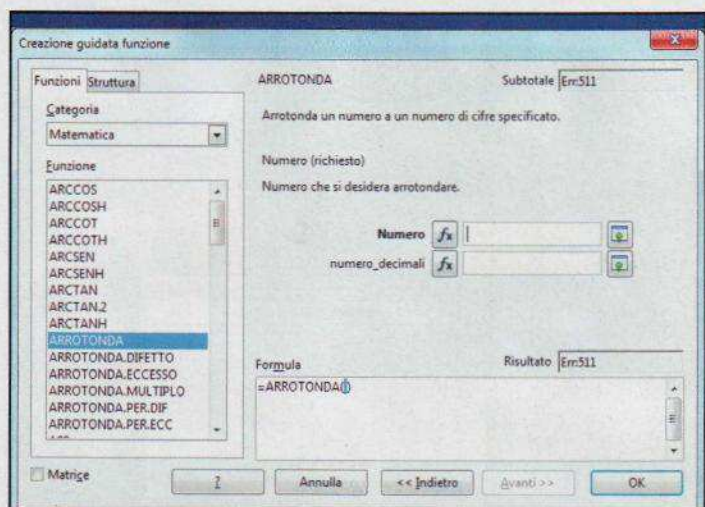 Creazione guidata funzione
Funzioni Struttura
ARROTONDA
Subtotale Err:511
Categoria
Matematica
Arrotonda un numero a un numero di cifre specificato.
Funzione
ARCCOS
ARCCOSH
ARCCOT
ARCCOTH
ARCSEN
ARCSENH
ARCTAN
ARCTAN.2
ARCTANH
ARROTONDA
ARROTONDA.DIFETTO
ARROTONDA.ECCESSO
ARROTONDA.MULTIPLO
ARROTONDA.PER.DIF
ARROTONDA.PER.ECC
Numero (richiesto)
Numero che si desidera arrotondare.
Numero fx
numero_decimali fx
Formula
Risultato Err:511
=ARROTONDA()
Matrice
? Annulla << Indietro Avanti >> OK